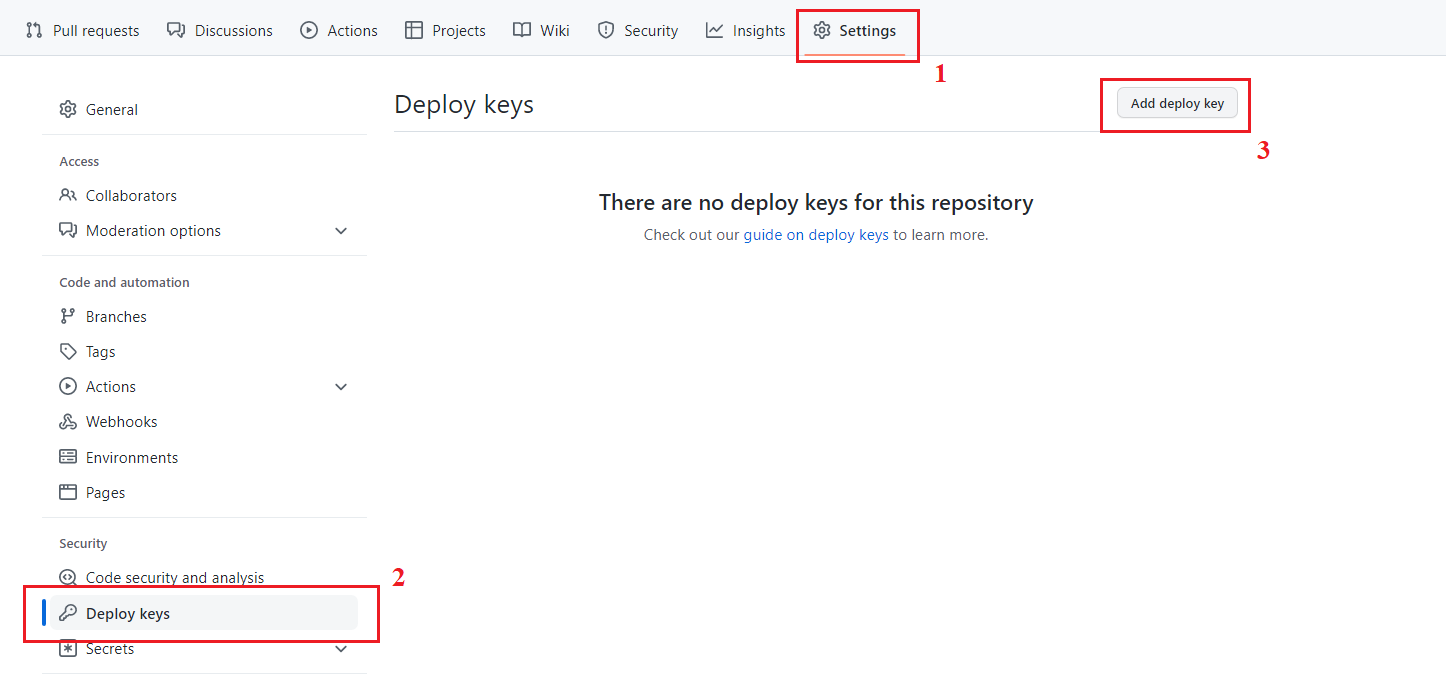 Pull requests Discussions Actions Projects Wiki Security Insights Settings
1
General
Deploy keys
Add deploy key
3
Access
Collaborators
Moderation options
There are no deploy keys for this repository
Check out our guide on deploy keys to learn more.
Code and automation
Branches
Tags
Actions
Webhooks
Environments
Pages
Security
Code security and analysis
2
Deploy keys
Secrets